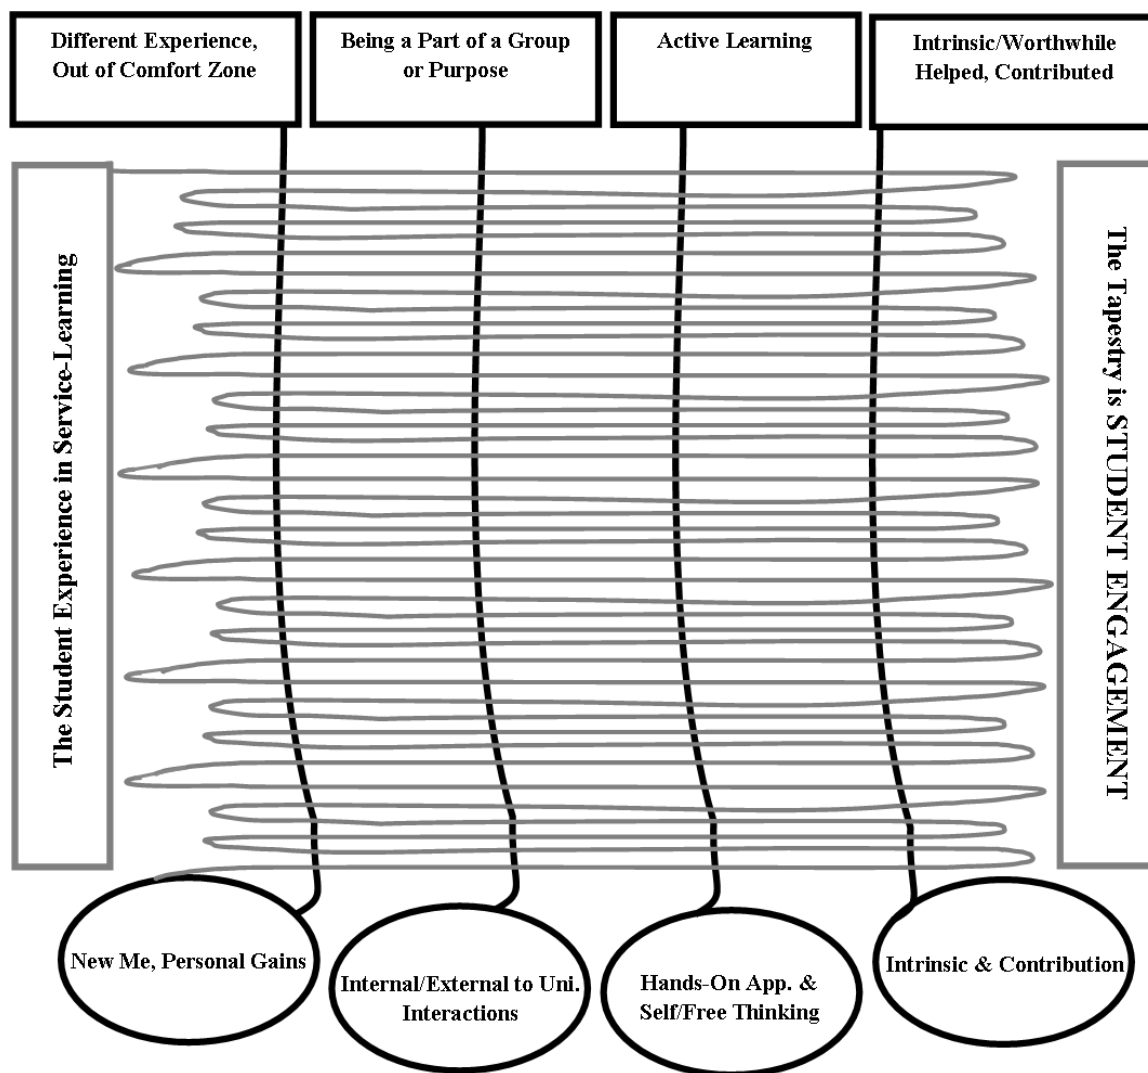 Different Experience,
Out of Comfort Zone
Being a Part of a Group
or Purpose
Active Learning
Intrinsic/Worthwhile
Helped, Contributed
The Student Experience in Service-Learning
The Tapestry is STUDENT ENGAGEMENT
New Me, Personal Gains
Internal/External to Uni.
Interactions
Hands-On App. &
Self/Free Thinking
Intrinsic & Contribution